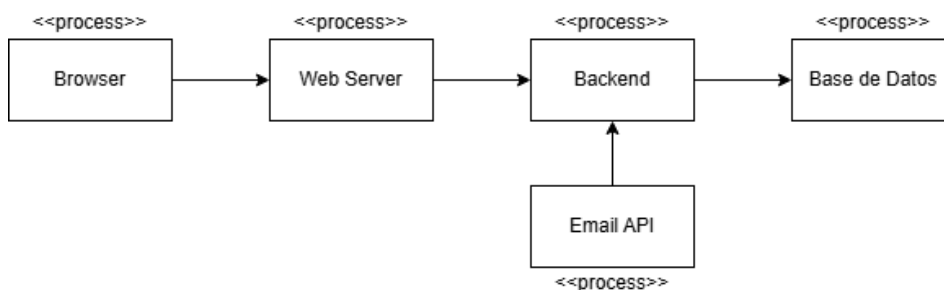 <<process>>
<<process>>
<<process>>
<<process>>
Browser
Web Server
Backend
Base de Datos
Email API
<<process>>